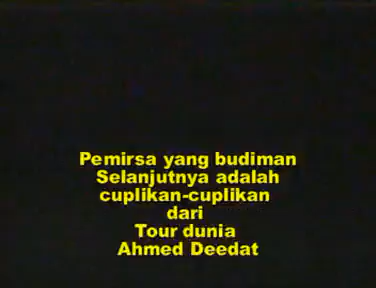 Pemirsa yang budiman
Selanjutnya adalah
cuplikan-cuplikan
dari
Tour dunia
Ahmed Deedat